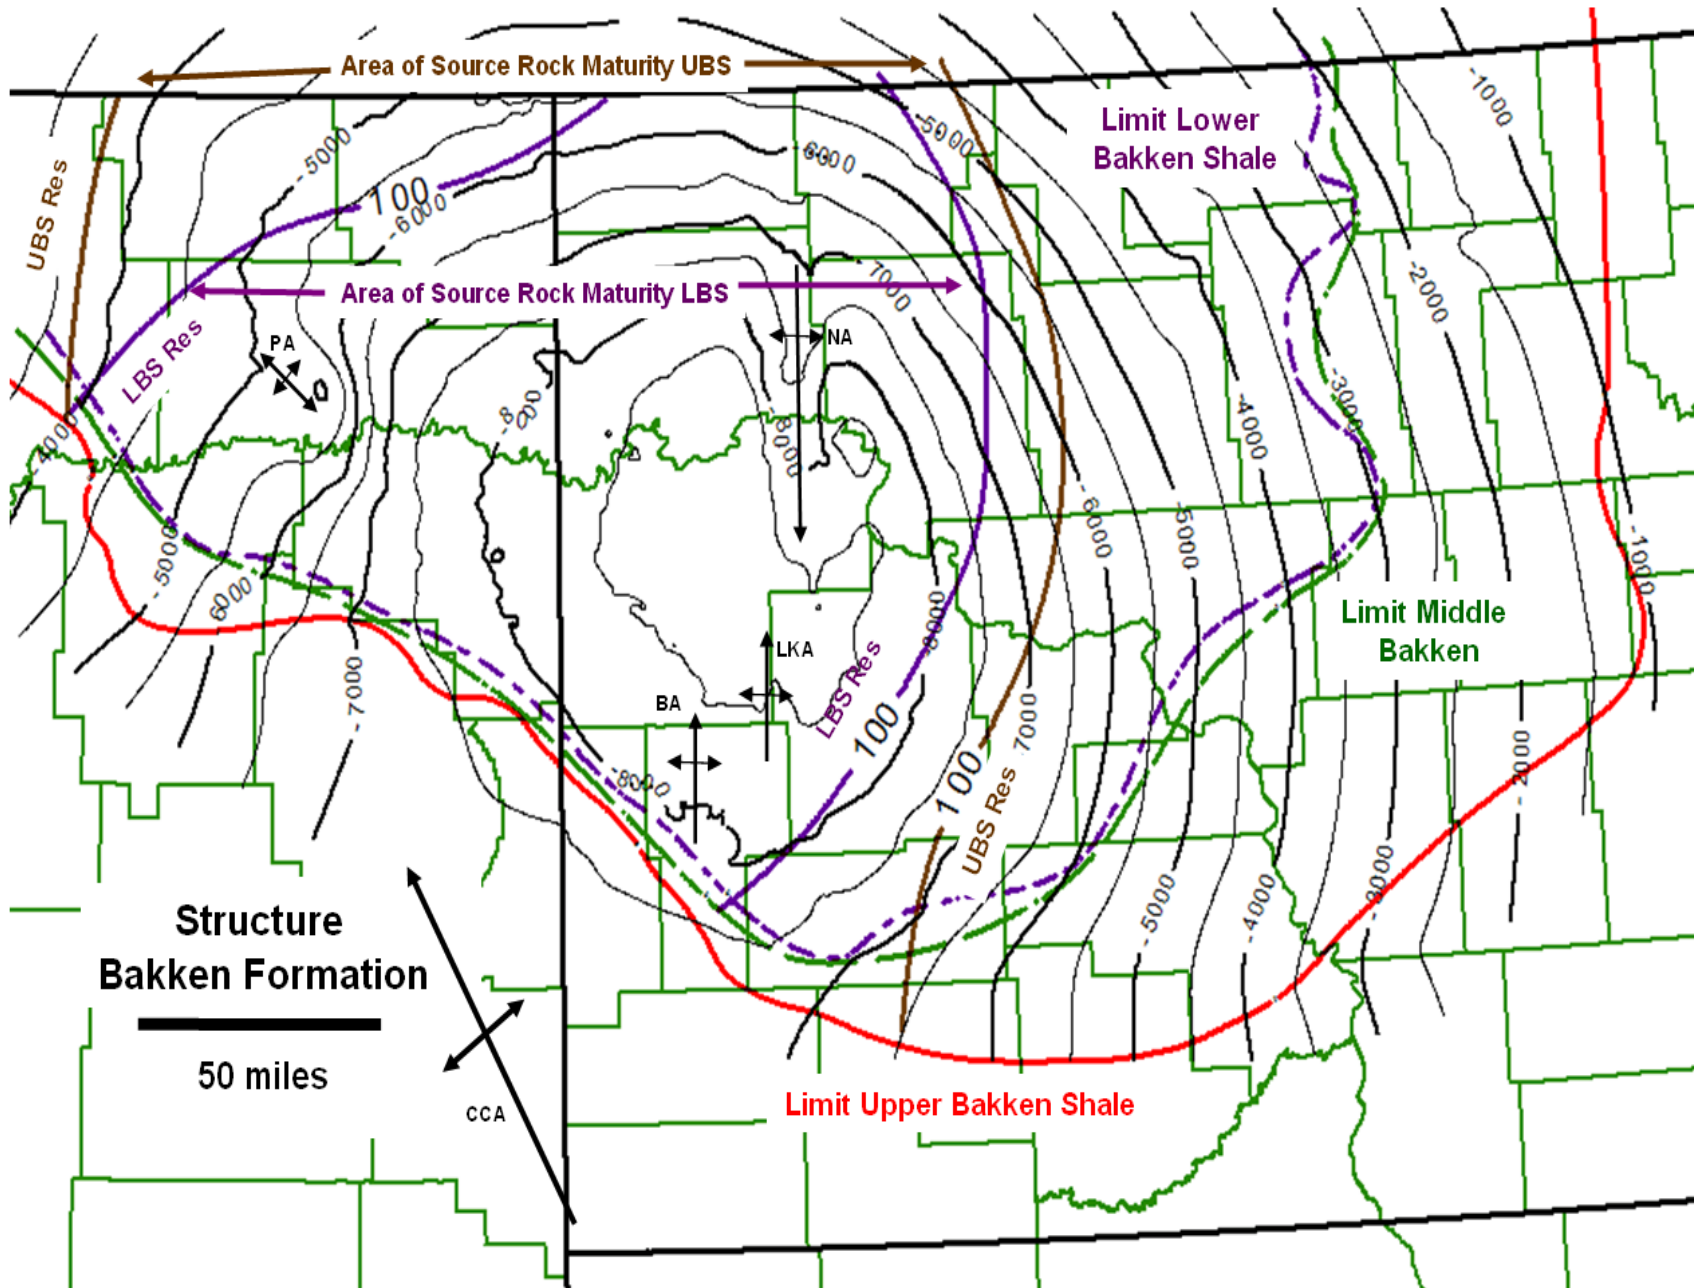 Area of Source Rock Maturity UBS
-1000
-5000
-5000
Limit Lower
Bakken Shale
-6000
UBS Res
100
-6000
-7000
-2000
Area of Source Rock Maturity LBS
PA
NA
LBS Res
-3000
-8000
-4000
-4000
-8000
-6000
-5000
-5000
-1000
6000
-8000
Limit Middle
Bakken
LKA
LBS Res
-7000
BA
100
7000
-2000
-8000
100
UBS Res
-3000
-5000
-4000
Structure
Bakken Formation
50 miles
CCA
Limit Upper Bakken Shale